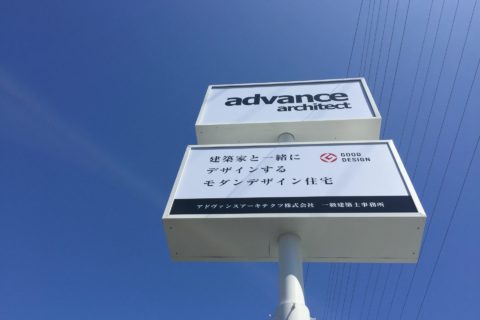 advance
architect
建築家と一緒に
デザインする
モダンデザイン住宅
GOOD
DESIGN
アドヴァンスアーキテクツ株式会社 一級建築士事務所